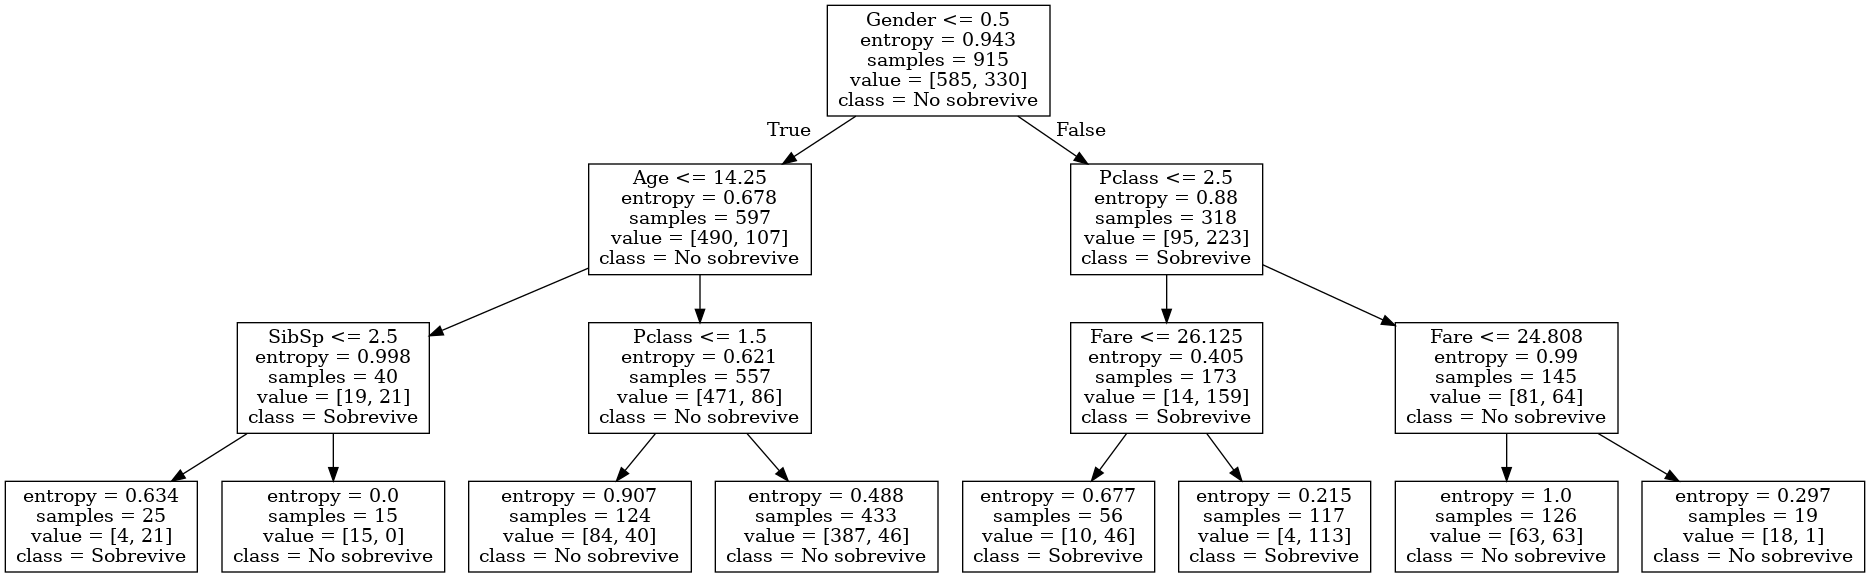 Gender <= 0.5
entropy = 0.943
samples = 915
value = [585, 330]
class = No sobrevive
True
False
Age <= 14.25
entropy = 0.678
samples = 597
value = [490, 107]
class = No sobrevive
Pclass <= 2.5
entropy = 0.88
samples = 318
value = [95, 223]
class = Sobrevive
SibSp <= 2.5
entropy = 0.998
samples = 40
value = [19, 21]
class = Sobrevive
Pclass <= 1.5
entropy = 0.621
samples = 557
value = [471, 86]
class = No sobrevive
Fare <= 26.125
entropy = 0.405
samples = 173
value = [14, 159]
class = Sobrevive
Fare <= 24.808
entropy = 0.99
samples = 145
value = [81, 64]
class = No sobrevive
entropy = 0.634
samples = 25
value = [4, 21]
class = Sobrevive
entropy = 0.0
samples = 15
value = [15, 0]
class = No sobrevive
entropy = 0.907
samples = 124
value = [84, 40]
class = No sobrevive
entropy = 0.488
samples = 433
value = [387, 46]
class = No sobrevive
entropy = 0.677
samples = 56
value = [10, 46]
class = Sobrevive
entropy = 0.215
samples = 117
value = [4, 113]
class = Sobrevive
entropy = 1.0
samples = 126
value = [63, 63]
class = No sobrevive
entropy = 0.297
samples = 19
value = [18, 1]
class = No sobrevive